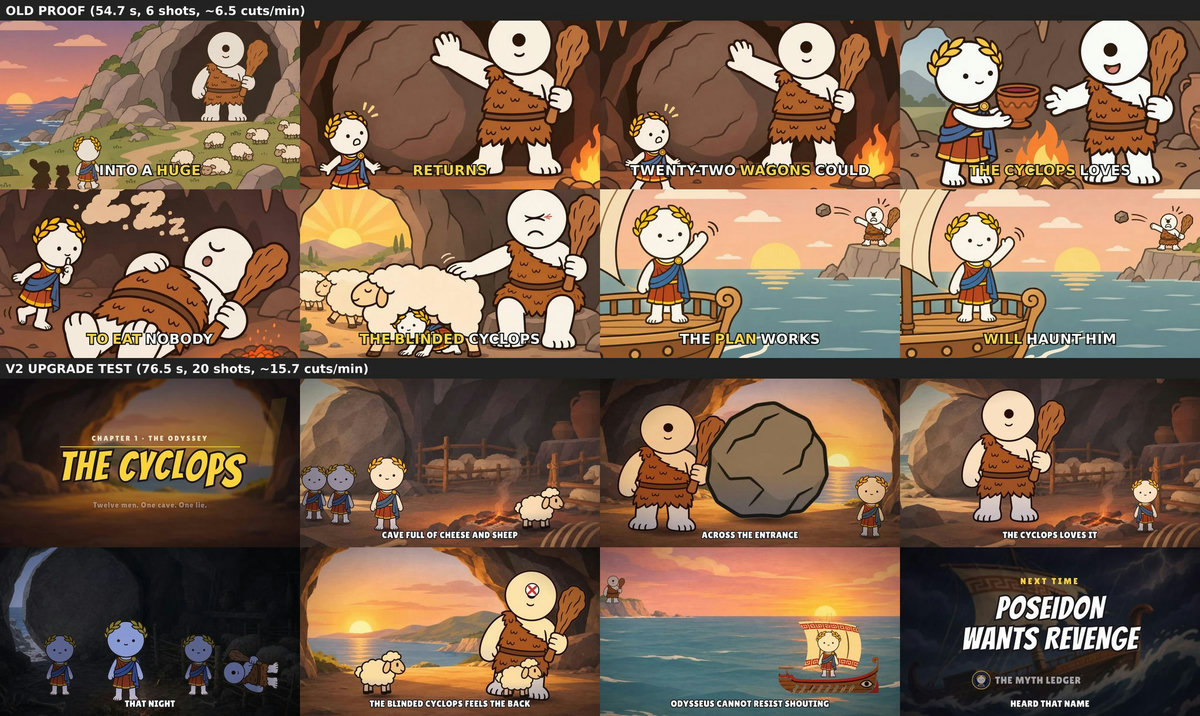 OLD PROOF (54.7 s, 6 shots, ~6.5 cuts/min)
INTO A HUGE
RETURNS
TWENTY-TWO WAGONS COULD
THE CYCLOPS LOVES
ZZz
TO EAT NOBODY
THE BLINDED CYCLOPS
THE PLAN WORKS
WILL HAUNT HIM
V2 UPGRADE TEST (76.5 s, 20 shots, ~15.7 cuts/min)
CHAPTER 1 · THE ODYSSEY
THE CYCLOPS
Twelve men. One cave. One lie.
CAVE FULL OF CHEESE AND SHEEP
ACROSS THE ENTRANCE
THE CYCLOPS LOVES IT
THAT NIGHT
THE BLINDED CYCLOPS FEELS THE BACK
ODYSSEUS CANNOT RESIST SHOUTING
NEXT TIME
POSEIDON
WANTS REVENGE
THE MYTH LEDGER
HEARD THAT NAME